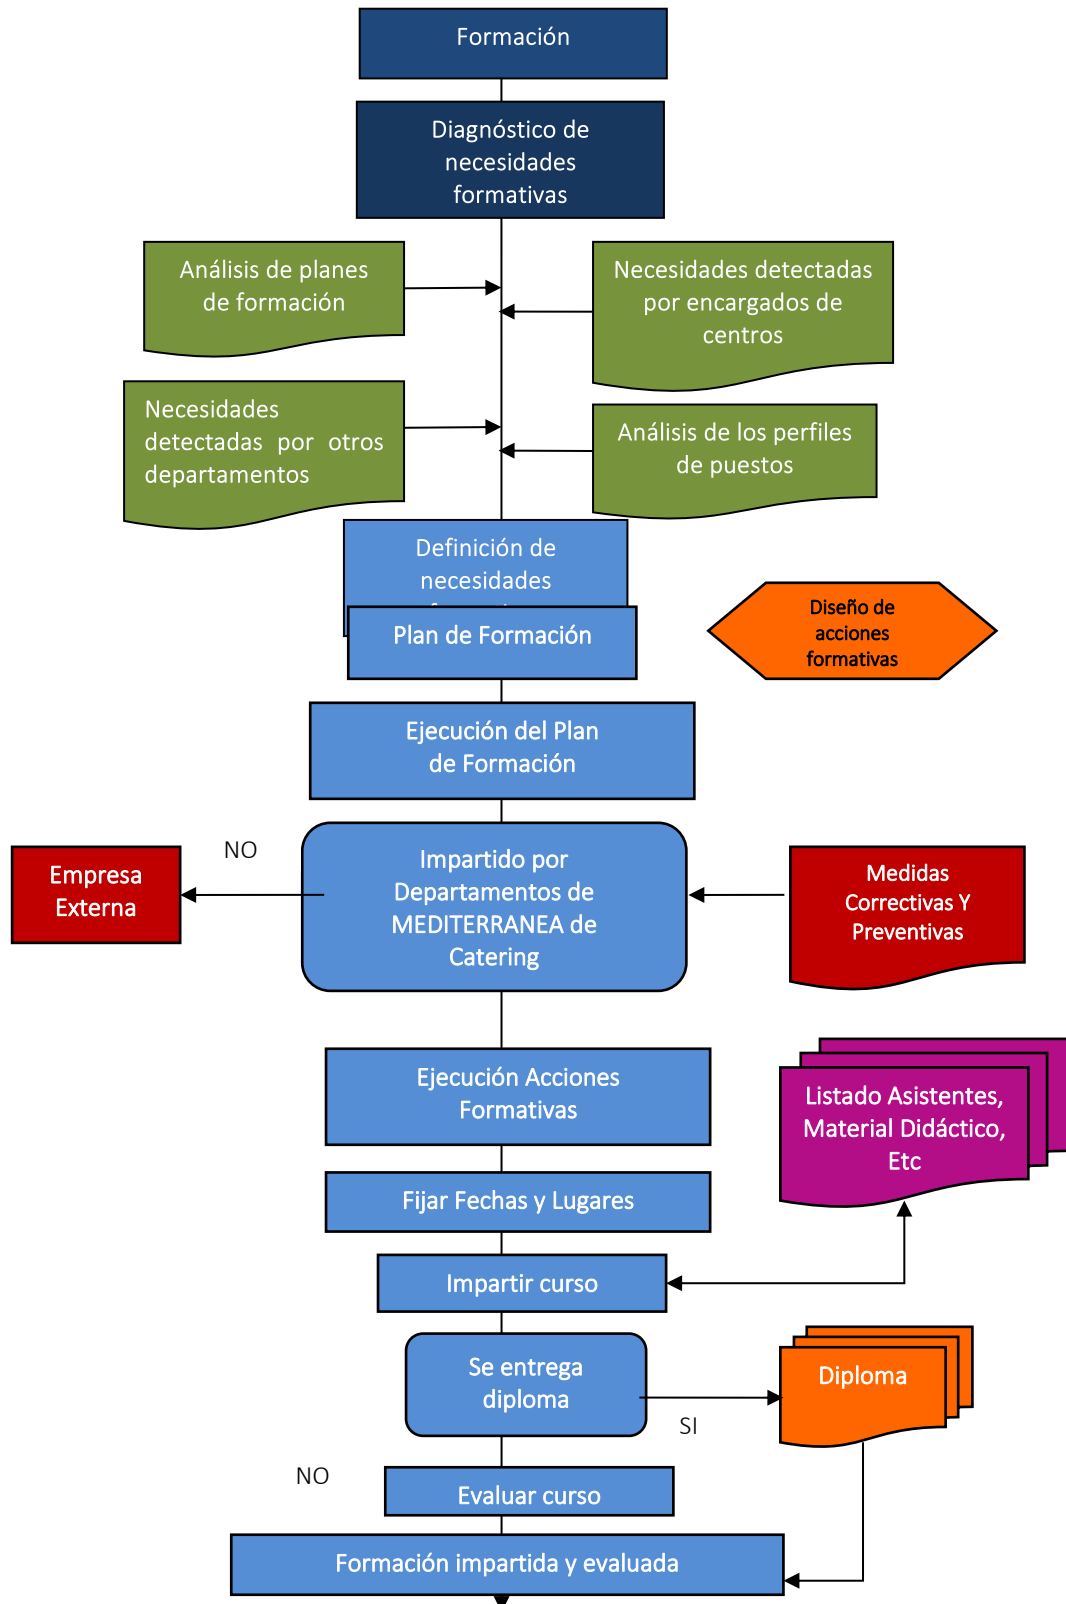 Formación
Diagnóstico de
necesidades
formativas
Análisis de planes
de formación
Necesidades detectadas
por encargados de
centros
Necesidades
detectadas por otros
departamentos
Análisis de los perfiles
de puestos
Definición de
necesidades
Plan de Formación
Diseño de
acciones
formativas
Ejecución del Plan
de Formación
NO
Empresa
Externa
Impartido por
Departamentos de
MEDITERRANEA de
Catering
Medidas
Correctivas Y
Preventivas
Ejecución Acciones
Formativas
Listado Asistentes,
Material Didáctico,
Etc
Fijar Fechas y Lugares
Impartir curso
Se entrega
diploma
SI
Diploma
NO
Evaluar curso
Formación impartida y evaluada